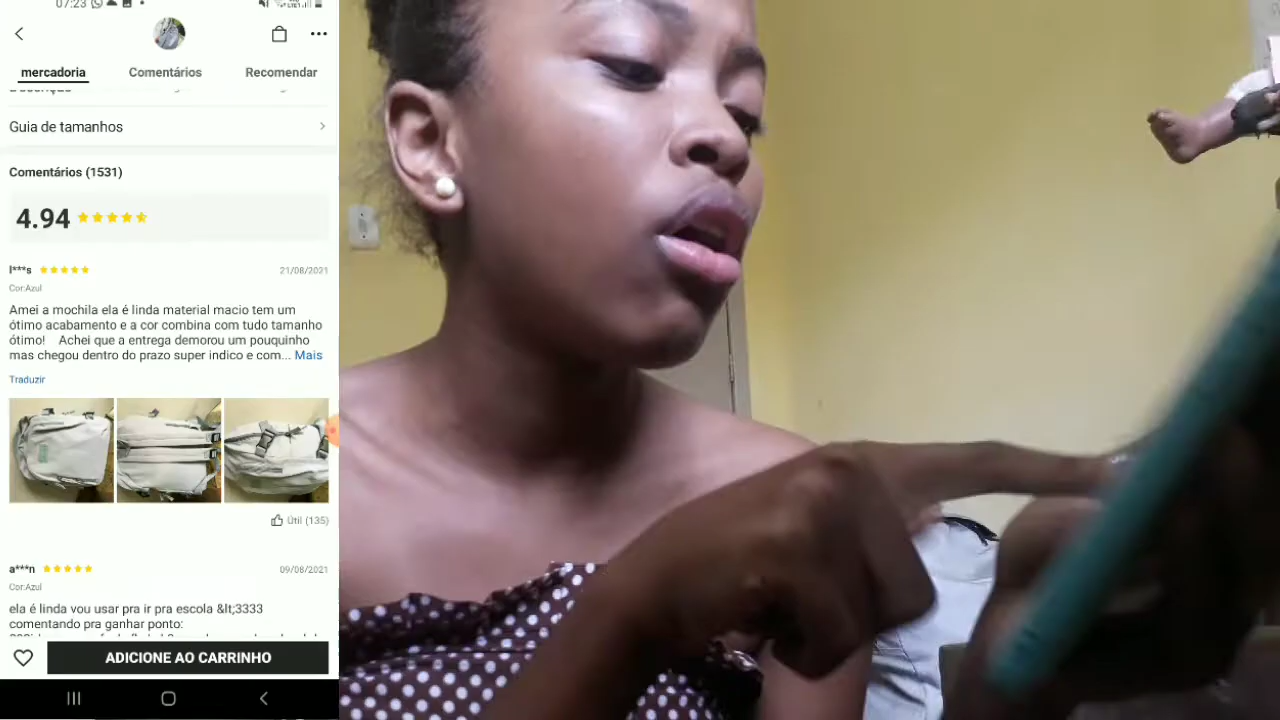 07:23
mercadoria Comentários Recomendar
Guia de tamanhos
Comentários (1531)
4.94
l***s 21/08/2021
Cor:Azul
Amei a mochila ela é linda material macio tem um
ótimo acabamento e a cor combina com tudo tamanho
ótimo! Achei que a entrega demorou um pouquinho
mas chegou dentro do prazo super indico e com... Mais
Traduzir
Útil (135)
a***n 09/08/2021
Cor:Azul
ela é linda vou usar pra ir pra escola &lt;3333
comentando pra ganhar ponto:
ADICIONE AO CARRINHO